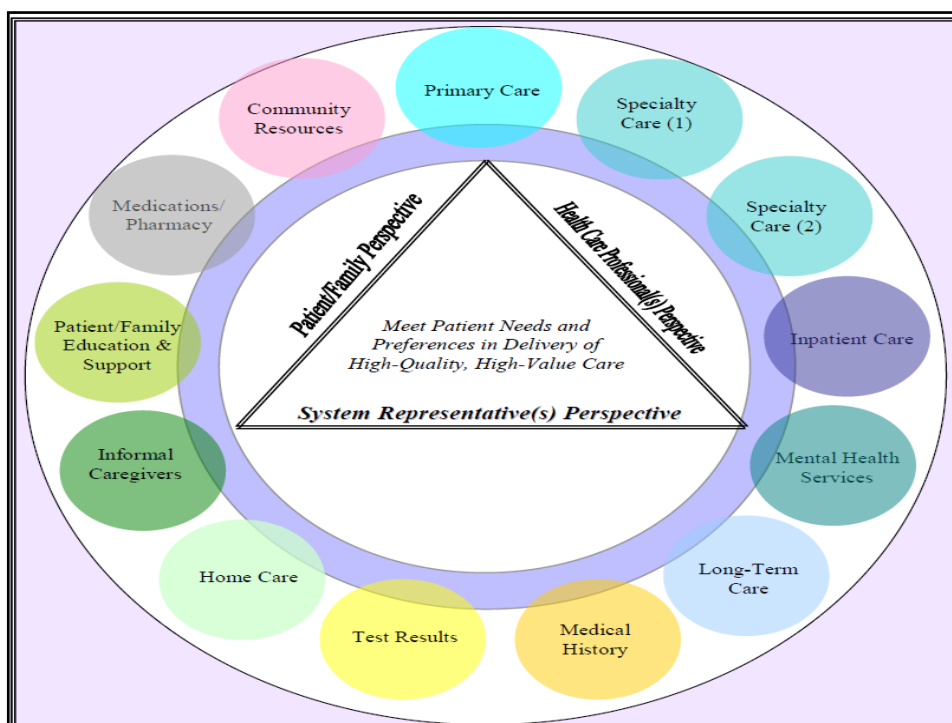 Primary Care
Specialty
Care (1)
Specialty
Care (2)
Inpatient Care
Mental Health
Services
Long-Term
Care
Medical
History
Test Results
Home Care
Informal
Caregivers
Patient/Family
Education &
Support
Medications/
Pharmacy
Community
Resources
Patient/Family Perspective
Health Care Professional(s) Perspective
Meet Patient Needs and
Preferences in Delivery of
High-Quality, High-Value Care
System Representative(s) Perspective